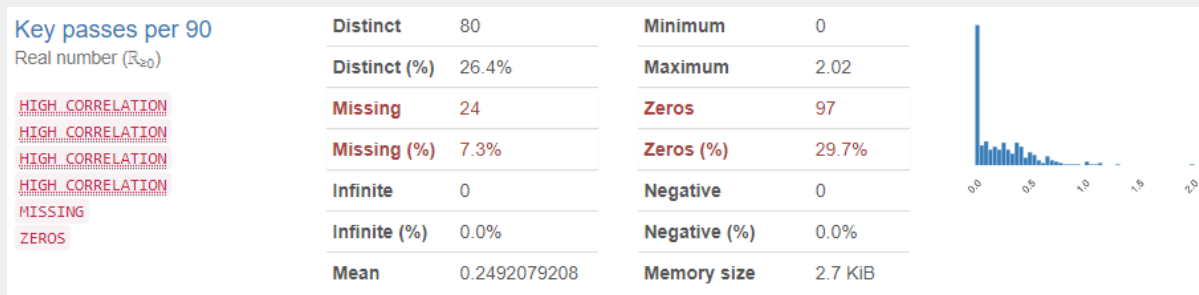 Key passes per 90
Real number (ℝ≥0)
HIGH CORRELATION
HIGH CORRELATION
HIGH CORRELATION
HIGH CORRELATION
MISSING
ZEROS
Distinct 80
Distinct (%) 26.4%
Missing 24
Missing (%) 7.3%
Infinite 0
Infinite (%) 0.0%
Mean 0.2492079208
Minimum 0
Maximum 2.02
Zeros 97
Zeros (%) 29.7%
Negative 0
Negative (%) 0.0%
Memory size 2.7 KiB
0.0 0.5 1.0 1.5 2.0